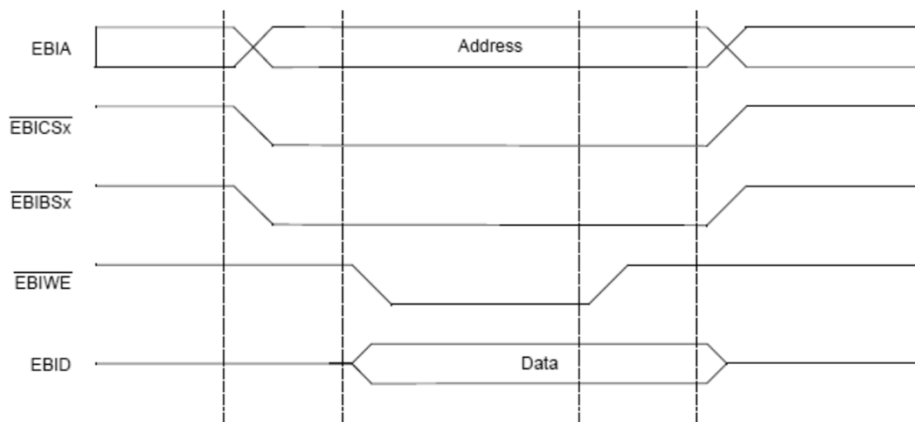 EBIA
Address
EBICSx
EBIBSx
EBIWE
EBID
Data